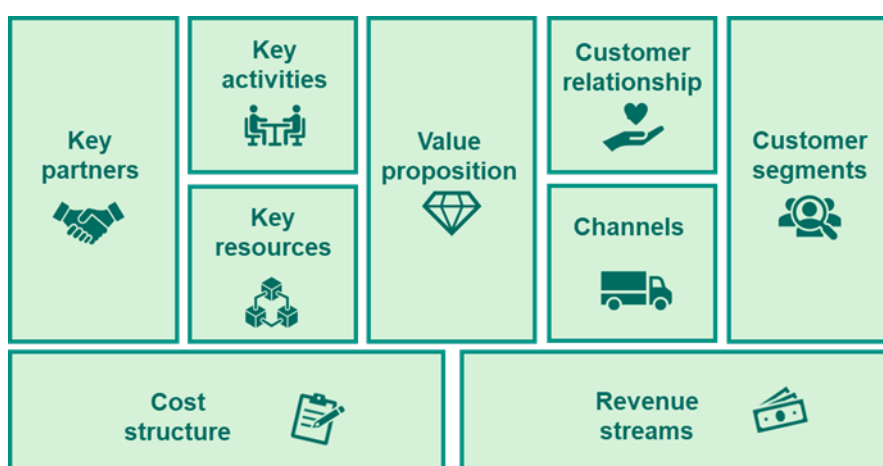 Key
partners
Key
activities
Key
resources
Value
proposition
Customer
relationship
Channels
Customer
segments
Cost
structure
Revenue
streams